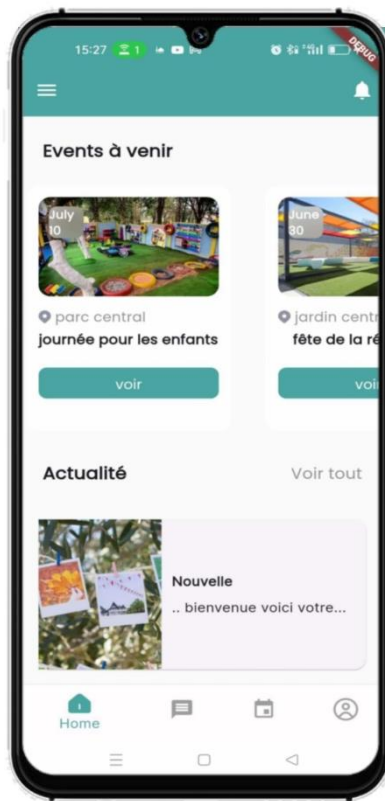 15:27 1
DEBUG
Events à venir
July
10
June
30
parc central
jardin centr
journée pour les enfants
fête de la ré
voir
voi
Actualité
Voir tout
Nouvelle
.. bienvenue voici votre...
Home